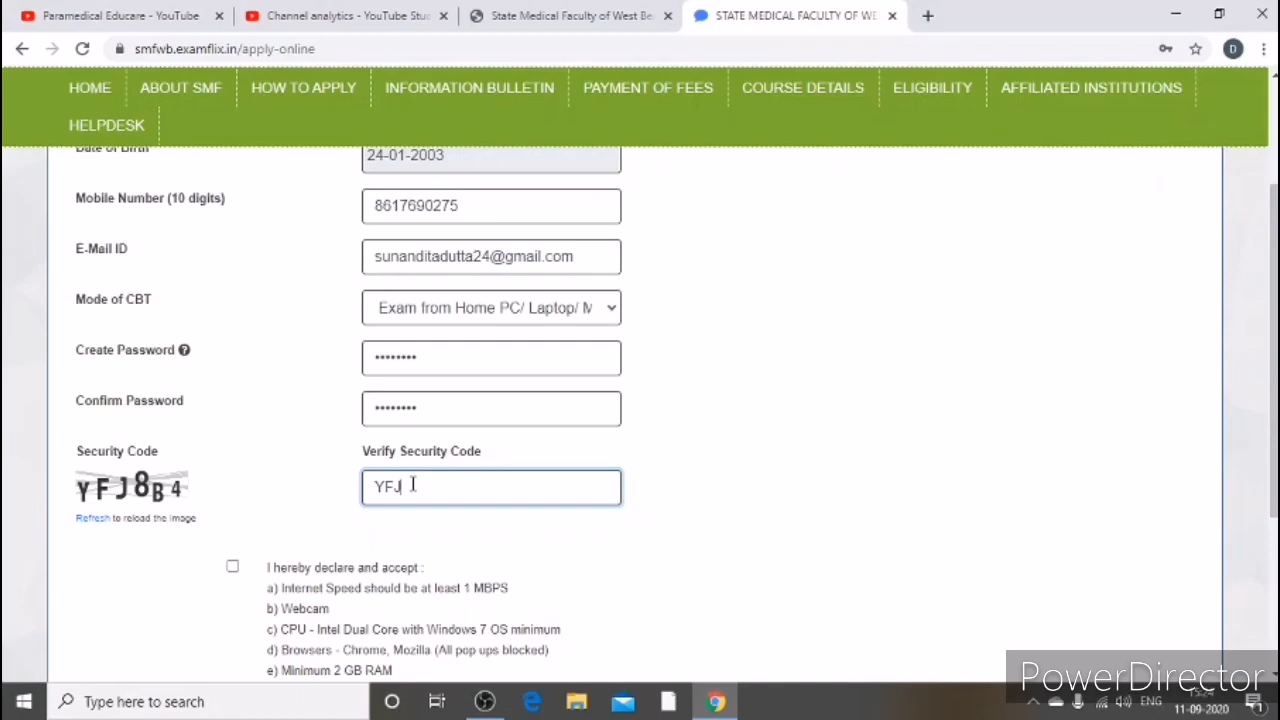 Paramedical Educare - YouTube
Channel analytics - YouTube Stu
State Medical Faculty of West Be
STATE MEDICAL FACULTY OF WE
smfwb.examflix.in/apply-online
D
HOME
ABOUT SMF
HOW TO APPLY
INFORMATION BULLETIN
PAYMENT OF FEES
COURSE DETAILS
ELIGIBILITY
AFFILIATED INSTITUTIONS
HELPDESK
Date of Birth
24-01-2003
Mobile Number (10 digits)
8617690275
E-Mail ID
sunanditadutta24@gmail.com
Mode of CBT
Exam from Home PC/ Laptop/ M
Create Password
••••••••
Confirm Password
••••••••
Security Code
Verify Security Code
YFJ8B4
YFJ
Refresh to reload the image
I hereby declare and accept :
a) Internet Speed should be at least 1 MBPS
b) Webcam
c) CPU - Intel Dual Core with Windows 7 OS minimum
d) Browsers - Chrome, Mozilla (All pop ups blocked)
e) Minimum 2 GB RAM
PowerDirector
Type here to search
ENG
15:24
11-09-2020